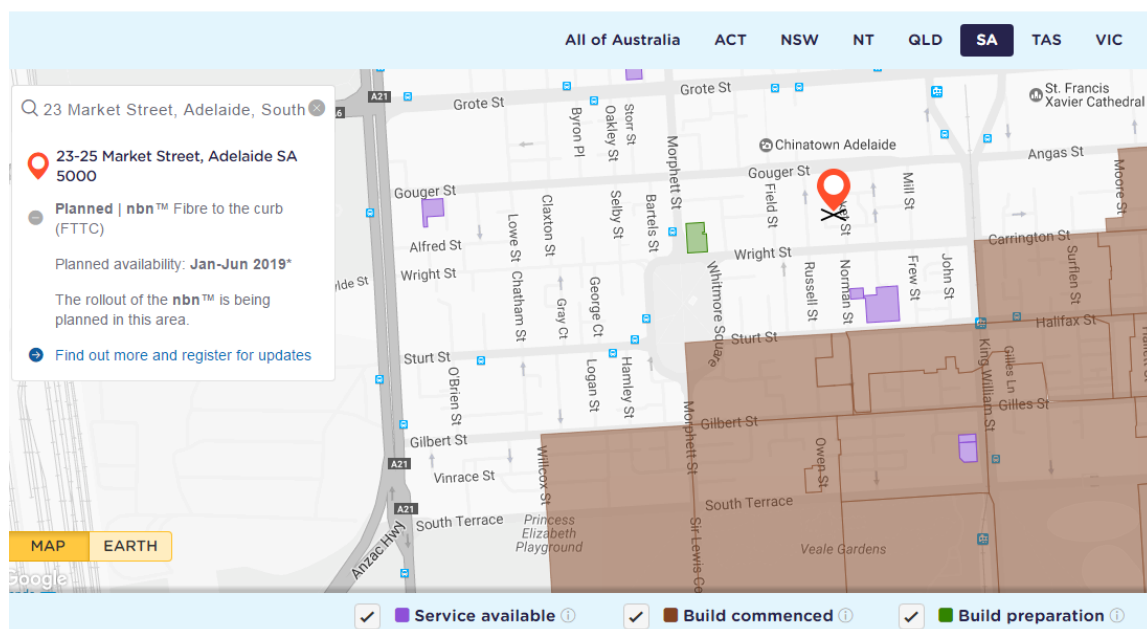 All of Australia ACT NSW NT QLD SA TAS VIC
23 Market Street, Adelaide, South
23-25 Market Street, Adelaide SA
5000
Planned | nbn™ Fibre to the curb
(FTTC)
Planned availability: Jan-Jun 2019*
The rollout of the nbn™ is being
planned in this area.
Find out more and register for updates
A21
Grote St
Grote St
St. Francis
Xavier Cathedral
Byron Pl
Oakley St
Storr St
Morphett St
Chinatown Adelaide
Angas St
Moore St
Gouger St
Gouger St
Field St
Mill St
Claxton St
Selby St
Bartels St
Lowe St
Alfred St
Wright St
Wright St
Carrington St
Surflen St
Chatham St
Gray Ct
George Ct
Whitmore Square
Russell St
Norman St
Frew St
John St
Halifax St
Sturt St
Sturt St
O'Brien St
Logan St
Hamley St
King William St
Gilles Ln
Gilles St
Morphett St
Gilbert St
Gilbert St
A21
Vinrace St
Willcox St
Owen St
A21
South Terrace
South Terrace
Princess
Elizabeth
Playground
Sir Lewis Co
Veale Gardens
Anzac Hwy
MAP EARTH
Google
Service available Build commenced Build preparation